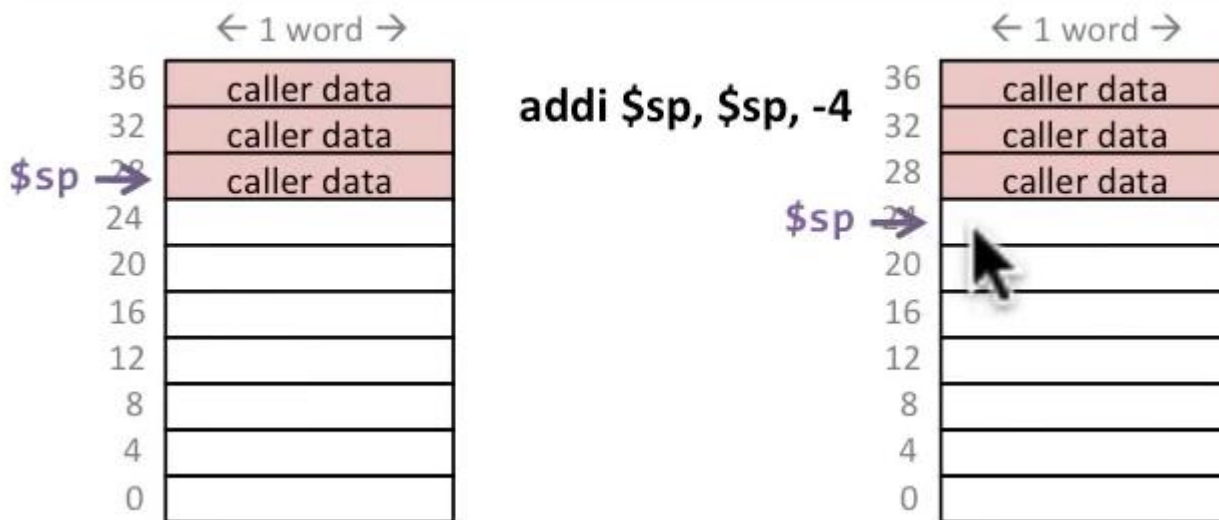 ← 1 word →
36 caller data
32 caller data
$sp → 28 caller data
24
20
16
12
8
4
0
addi $sp, $sp, -4
← 1 word →
36 caller data
32 caller data
28 caller data
$sp → 24
20
16
12
8
4
0